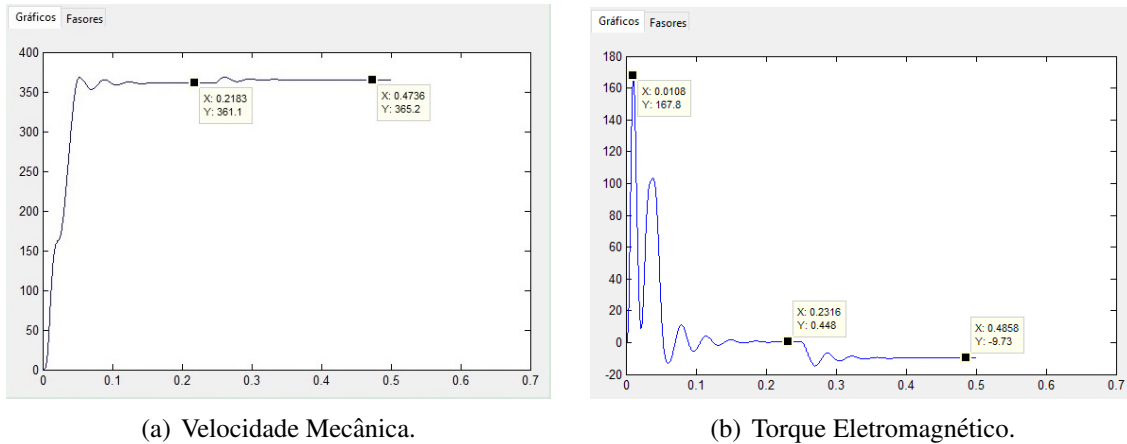 Gráficos Fasores
400
350
300
250
200
150
100
50
0
0 0.1 0.2 0.3 0.4 0.5 0.6 0.7
X: 0.2183
Y: 361.1
X: 0.4736
Y: 365.2
(a) Velocidade Mecânica.
Gráficos Fasores
180
160
140
120
100
80
60
40
20
0
-20
0 0.1 0.2 0.3 0.4 0.5 0.6 0.7
X: 0.0108
Y: 167.8
X: 0.2316
Y: 0.448
X: 0.4858
Y: -9.73
(b) Torque Eletromagnético.